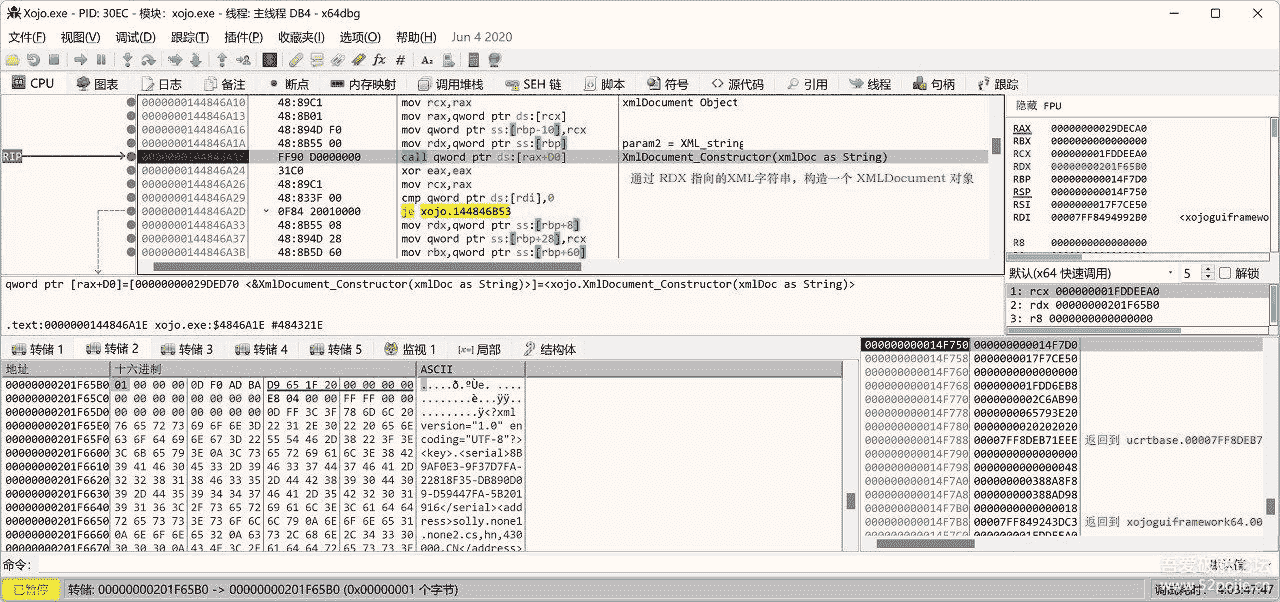 Xojo.exe - PID: 30EC - 模块: xojo.exe - 线程: 主线程 DB4 - x64dbg
文件(F) 视图(V) 调试(D) 跟踪(T) 插件(P) 收藏夹(I) 选项(O) 帮助(H) Jun 4 2020
CPU 图表 日志 备注 断点 内存映射 调用堆栈 SEH 链 脚本 符号 源代码 引用 线程 句柄 跟踪
0000000144846A10 48:89C1 mov rcx,rax xmlDocument Object
0000000144846A13 48:8B01 mov rax,qword ptr ds:[rcx]
0000000144846A16 48:894D F0 mov qword ptr ss:[rbp-10],rcx
0000000144846A1A 48:8B55 00 mov rdx,qword ptr ss:[rbp] param2 = XML_string
RIP FF90 D0000000 call qword ptr ds:[rax+D0] XmlDocument_Constructor(xmlDoc as String)
0000000144846A24 31C0 xor eax,eax 通过 RDX 指向的XML字符串，构造一个 XMLDocument 对象
0000000144846A26 48:89C1 mov rcx,rax
0000000144846A29 48:833F 00 cmp qword ptr ds:[rdi],0
0000000144846A2D 0F84 20010000 je xojo.144846B53
0000000144846A33 48:8B55 08 mov rdx,qword ptr ss:[rbp+8]
0000000144846A37 48:894D 28 mov qword ptr ss:[rbp+28],rcx
0000000144846A3B 48:8B5D 60 mov rbx,qword ptr ss:[rbp+60]
隐藏 FPU
RAX 00000000029DECA0
RBX 0000000000000000
RCX 000000001FDDEEA0
RDX 00000000201F65B0
RBP 000000000014F7D0
RSP 000000000014F750
RSI 0000000017F7CE50
RDI 00007FF8494992B0 <xojoguiframewo
R8 0000000000000000
默认(x64 快速调用) 5 解锁
1: rcx 000000001FDDEEA0
2: rdx 00000000201F65B0
3: r8 0000000000000000
qword ptr [rax+D0]=[00000000029DED70 <&XmlDocument_Constructor(xmlDoc as String)>]=<xojo.XmlDocument_Constructor(xmlDoc as String)>
.text:0000000144846A1E xojo.exe:$4846A1E #484321E
转储 1 转储 2 转储 3 转储 4 转储 5 监视 1 [x=] 局部 结构体
地址 十六进制 ASCII
00000000201F65B0 01 00 00 00 0D F0 AD BA D9 65 1F 20 00 00 00 00 .....ð.ºÙe. ....
00000000201F65C0 00 00 00 00 00 00 00 00 E8 04 00 00 FF FF 00 00 ........è...ÿÿ..
00000000201F65D0 00 00 00 00 00 00 00 00 0D FF 3C 3F 78 6D 6C 20 .........ÿ<?xml
00000000201F65E0 76 65 72 73 69 6F 6E 3D 22 31 2E 30 22 20 65 6E version="1.0" en
00000000201F65F0 63 6F 64 69 6E 67 3D 22 55 54 46 2D 38 22 3F 3E coding="UTF-8"?>
00000000201F6600 3C 6B 65 79 3E 0A 3C 73 65 72 69 61 6C 3E 38 42 <key>.<serial>8B
00000000201F6610 39 41 46 30 45 33 2D 39 46 33 37 44 37 46 41 2D 9AF0E3-9F37D7FA-
00000000201F6620 32 32 38 31 38 46 33 35 2D 44 42 38 39 30 44 30 22818F35-DB890D0
00000000201F6630 39 2D 44 35 39 34 34 37 46 41 2D 35 42 32 30 31 9-D59447FA-5B201
00000000201F6640 39 31 36 3C 2F 73 65 72 69 61 6C 3E 3C 61 64 64 916</serial><add
00000000201F6650 72 65 73 73 3E 73 6F 6C 6C 79 0A 6E 6F 6E 65 31 ress>solly.none1
00000000201F6660 0A 6E 6F 6E 65 32 0A 63 73 2C 68 6E 2C 34 33 30 .none2.cs,hn,430
00000000201F6670 30 30 30 0A 43 4E 3C 2F 61 64 64 72 65 73 73 3E 000.CN</address>
000000000014F750 000000000014F7D0
000000000014F758 0000000017F7CE50
000000000014F760 0000000000000000
000000000014F768 000000001FDD6EB8
000000000014F770 0000000002C6AB90
000000000014F778 0000000065793E20
000000000014F780 0000000020202020
000000000014F788 00007FF8DEB71EEE 返回到 ucrtbase.00007FF8DEB7
000000000014F790 0000000000000000
000000000014F798 0000000000000048
000000000014F7A0 000000000388A8F8
000000000014F7A8 000000000388AD98
000000000014F7B0 0000000000000018
000000000014F7B8 00007FF849243DC3 返回到 xojoguiframework64.00
命令: 默认值
已暂停 转储: 00000000201F65B0 -> 00000000201F65B0 (0x00000001 个字节) 调试耗时: 4:03:47:47
吾爱破解论坛
www.52pojie.cn